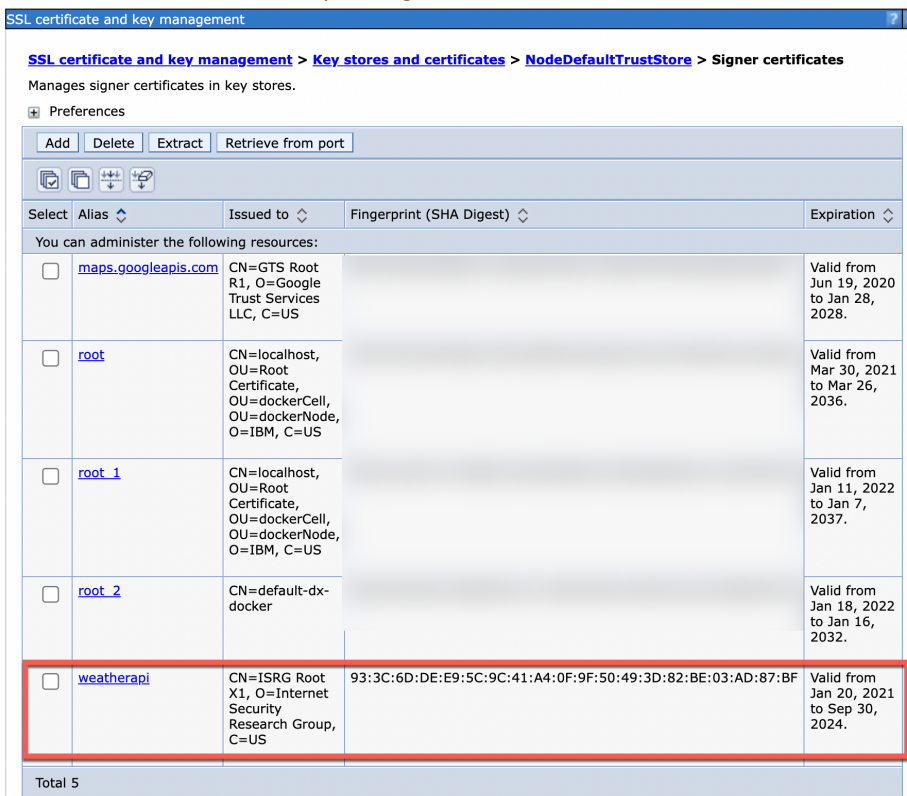 SSL certificate and key management ?
SSL certificate and key management > Key stores and certificates > NodeDefaultTrustStore > Signer certificates
Manages signer certificates in key stores.
+ Preferences
Add Delete Extract Retrieve from port
Select Alias Issued to Fingerprint (SHA Digest) Expiration
You can administer the following resources:
maps.googleapis.com
CN=GTS Root
R1, O=Google
Trust Services
LLC, C=US
Valid from
Jun 19, 2020
to Jan 28,
2028.
root
CN=localhost,
OU=Root
Certificate,
OU=dockerCell,
OU=dockerNode,
O=IBM, C=US
Valid from
Mar 30, 2021
to Mar 26,
2036.
root_1
CN=localhost,
OU=Root
Certificate,
OU=dockerCell,
OU=dockerNode,
O=IBM, C=US
Valid from
Jan 11, 2022
to Jan 7,
2037.
root_2
CN=default-dx-
docker
Valid from
Jan 18, 2022
to Jan 16,
2032.
weatherapi
CN=ISRG Root
X1, O=Internet
Security
Research Group,
C=US
93:3C:6D:DE:E9:5C:9C:41:A4:0F:9F:50:49:3D:82:BE:03:AD:87:BF
Valid from
Jan 20, 2021
to Sep 30,
2024.
Total 5